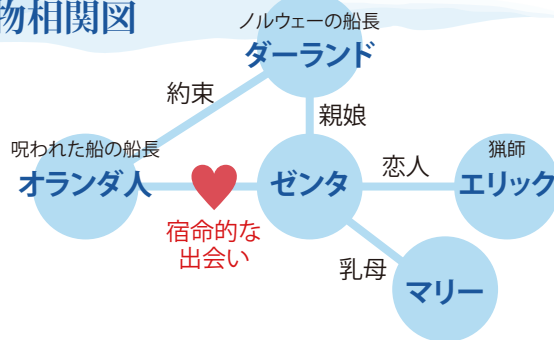 物相関図
ノルウェーの船長
ダーランド
約束
親娘
呪われた船の船長
オランダ人
宿命的な
出会い
ゼンタ
恋人
猟師
エリック
乳母
マリー